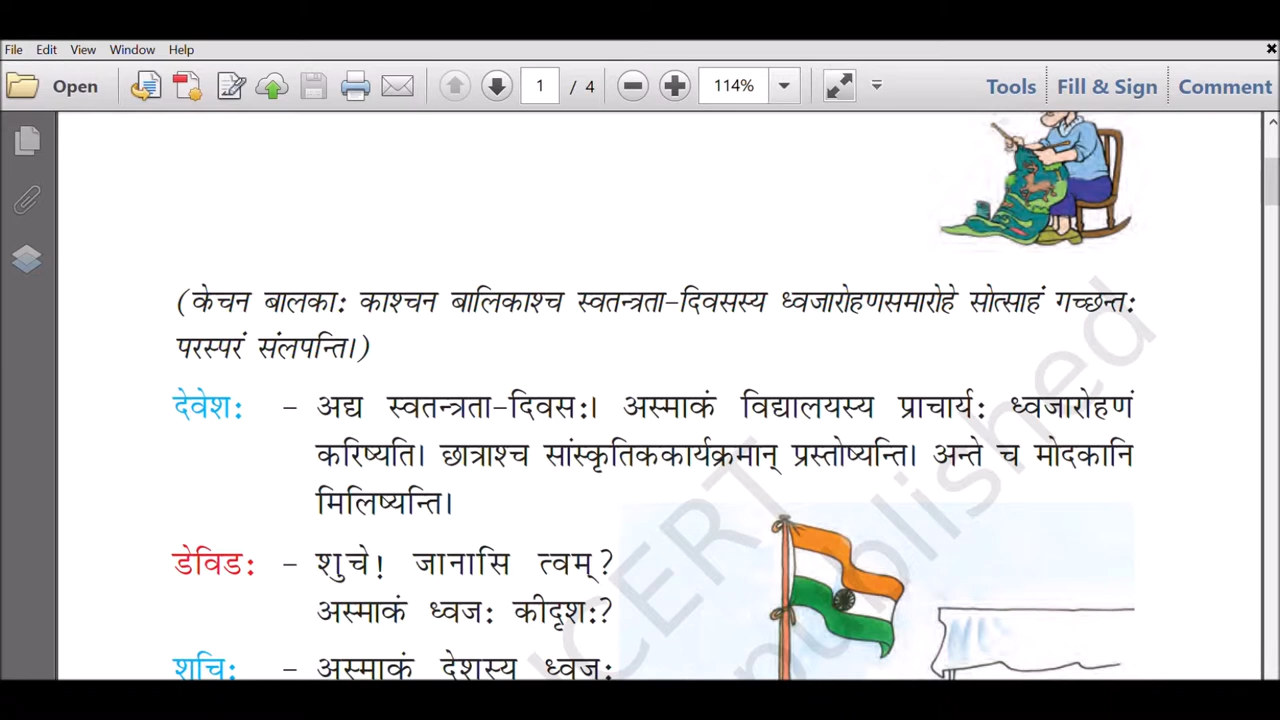 File Edit View Window Help
Open 1 / 4 114% Tools Fill & Sign Comment
(केचन बालकाः काश्चन बालिकाश्च स्वतन्त्रता-दिवसस्य ध्वजारोहणसमारोहे सोत्साहं गच्छन्तः
परस्परं संलपन्ति।)
देवेशः - अद्य स्वतन्त्रता-दिवसः। अस्माकं विद्यालयस्य प्राचार्यः ध्वजारोहणं
करिष्यति। छात्राश्च सांस्कृतिककार्यक्रमान् प्रस्तोष्यन्ति। अन्ते च मोदकानि
मिलिष्यन्ति।
डेविडः - शुचे! जानासि त्वम्?
अस्माकं ध्वजः कीदृशः?
शुचिः - अस्माकं देशस्य ध्वजः
NCERT
published